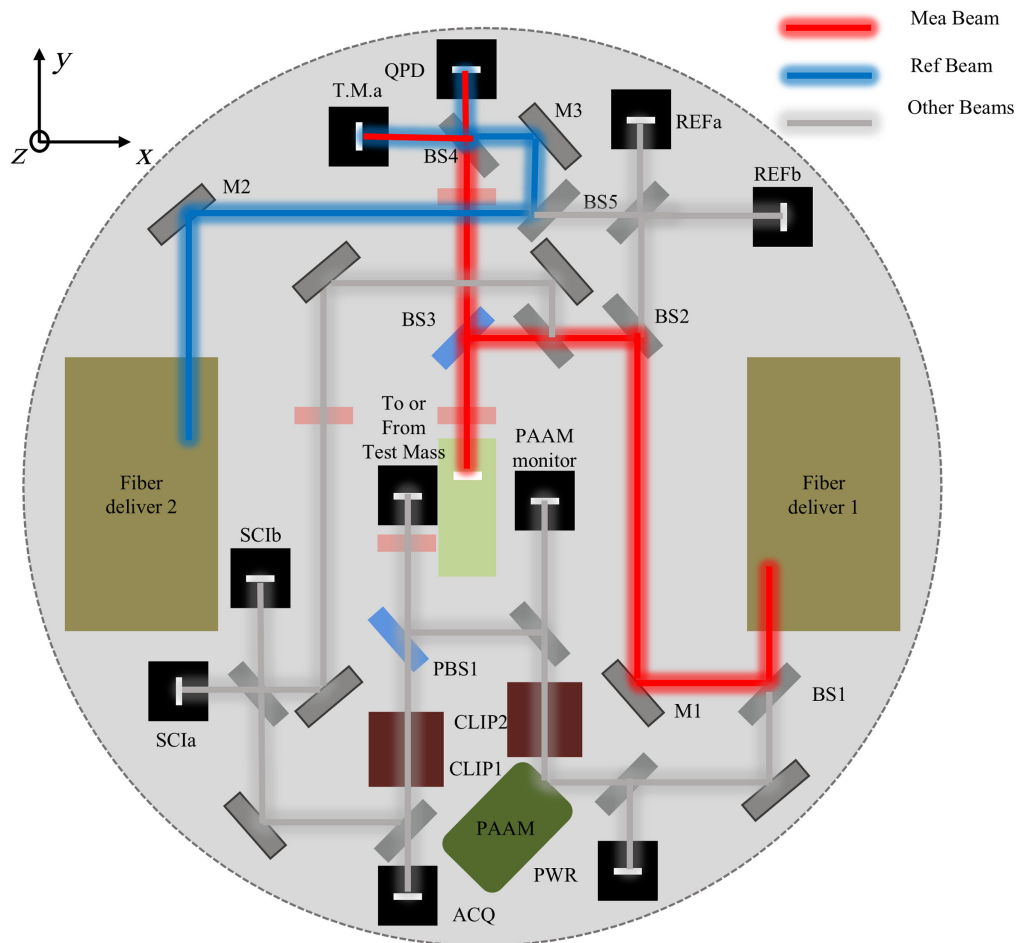 Mea Beam
Ref Beam
Other Beams
y
x
z
QPD
T.M.a
M3
REFa
BS4
REFb
M2
BS5
BS3
BS2
To or
From
Test Mass
PAAM
monitor
Fiber
deliver 2
Fiber
deliver 1
SCIb
PBS1
SCIa
M1
BS1
CLIP2
CLIP1
PAAM
PWR
ACQ